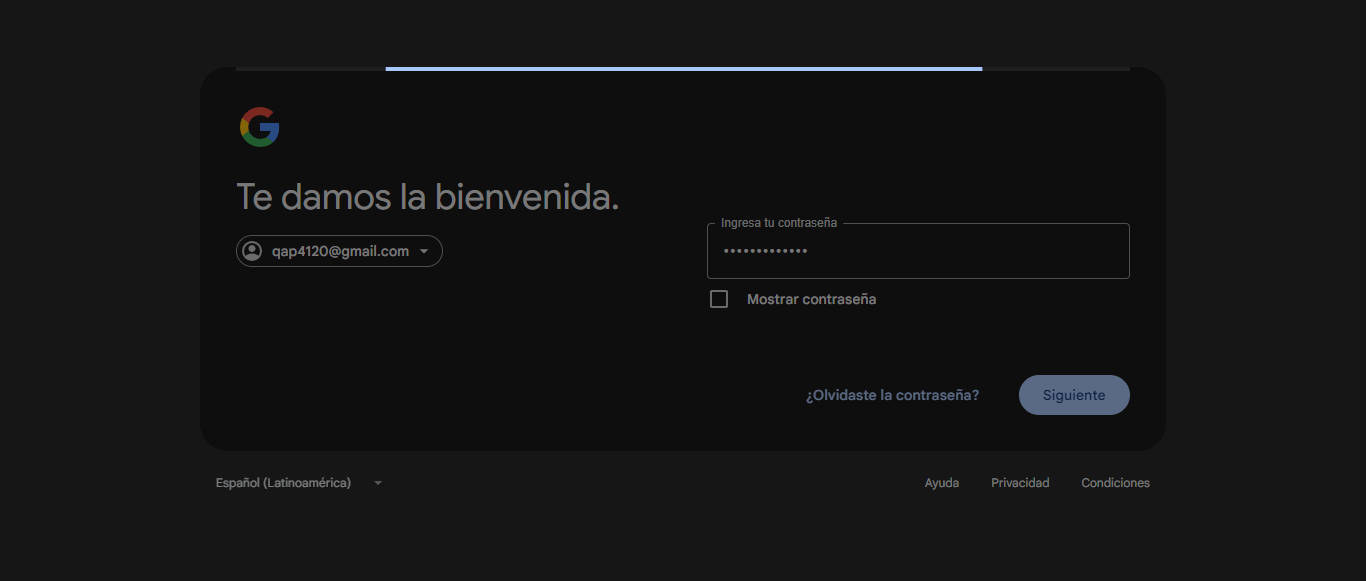 Te damos la bienvenida.
qap4120@gmail.com
Ingresa tu contraseña
•••••••••••••
Mostrar contraseña
¿Olvidaste la contraseña?
Siguiente
Español (Latinoamérica)
Ayuda
Privacidad
Condiciones